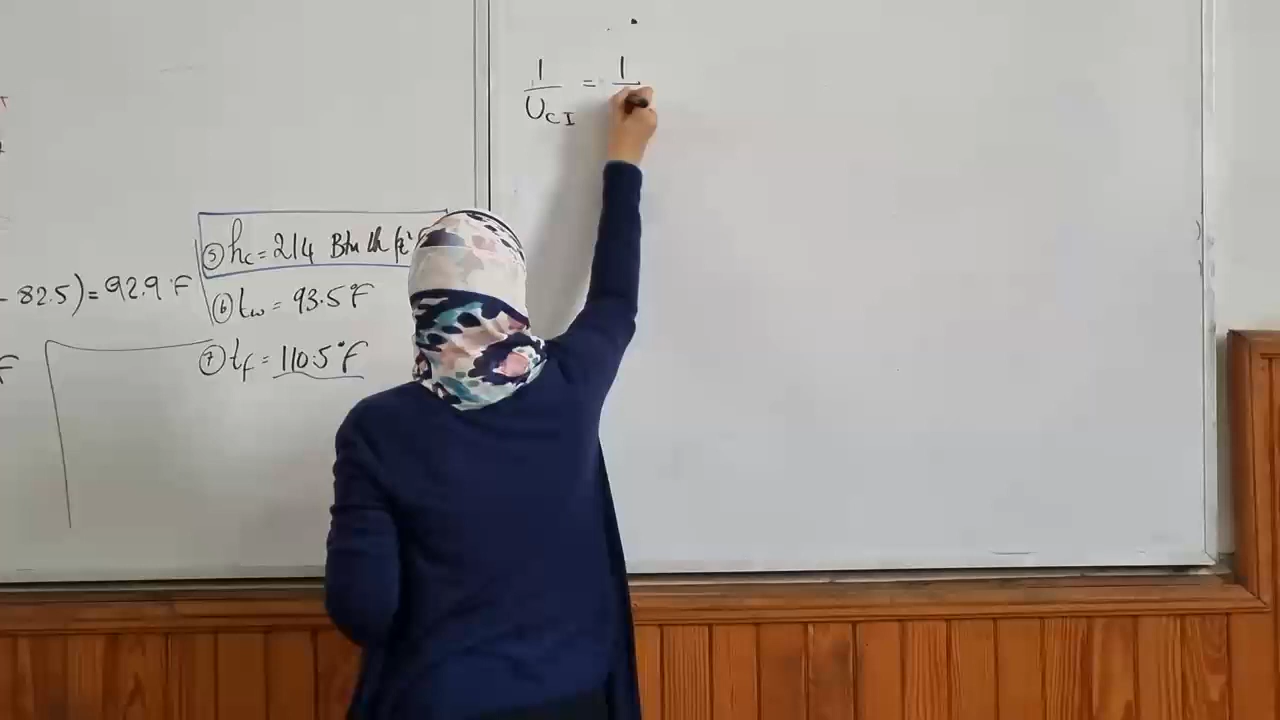 - 82.5) = 92.9 °F
⑤ hc = 214 Btu/h ft²
⑥ tw = 93.5°F
⑦ tf = 110.5°F
F
1/UCI = 1